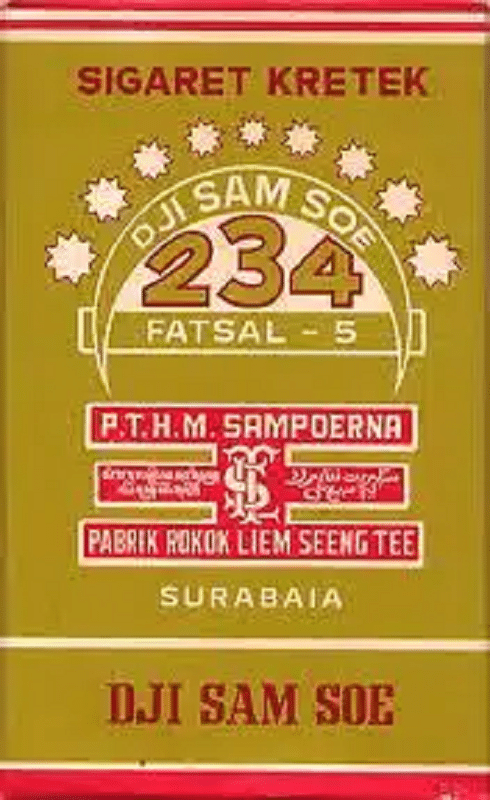 SIGARET KRETEK
DJI SAM SOE
234
FATSAL - 5
P.T.H.M. SAMPOERNA
PABRIK ROKOK LIEM SEENG TEE
SURABAIA
DJI SAM SOE